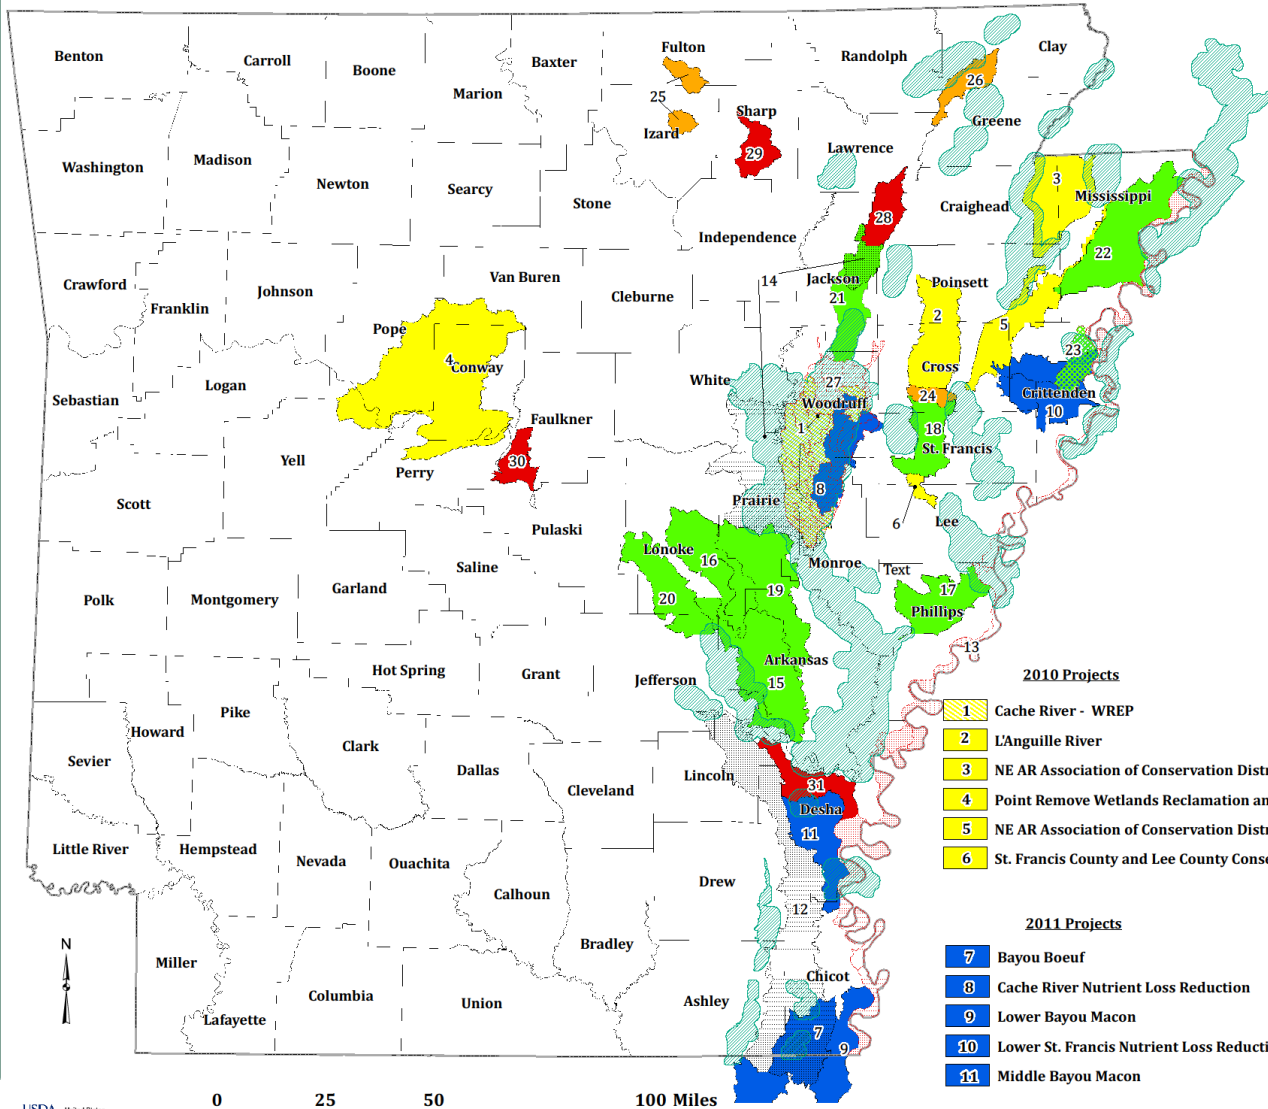 Benton
Carroll
Boone
Baxter
Marion
Fulton
25
Izard
Sharp
29
Randolph
Clay
26
Greene
Lawrence
Washington
Madison
Newton
Searcy
Stone
Independence
28
Craighead
3
Mississippi
22
Crawford
Franklin
Johnson
Van Buren
Cleburne
14
Jackson
21
Poinsett
2
5
Pope
4
Conway
23
Cross
Crittenden
10
White
27
Woodruff
24
Sebastian
Logan
Faulkner
1
18
St. Francis
Yell
Perry
30
8
Scott
Prairie
6
Lee
Pulaski
Lonoke
16
Monroe
Text
Polk
Montgomery
Garland
Saline
20
19
17
Phillips
13
Hot Spring
Grant
Jefferson
Arkansas
15
Howard
Pike
Clark
Sevier
Dallas
Cleveland
Lincoln
31
Desha
11
Little River
Hempstead
Nevada
Ouachita
Calhoun
Drew
12
Bradley
Miller
Columbia
Union
Lafayette
Ashley
Chicot
7
9
N
2010 Projects
1 Cache River - WREP
2 L'Anguille River
3 NE AR Association of Conservation Distr
4 Point Remove Wetlands Reclamation an
5 NE AR Association of Conservation Distr
6 St. Francis County and Lee County Conse
2011 Projects
7 Bayou Boeuf
8 Cache River Nutrient Loss Reduction
9 Lower Bayou Macon
10 Lower St. Francis Nutrient Loss Reducti
11 Middle Bayou Macon
0 25 50 100 Miles
USDA